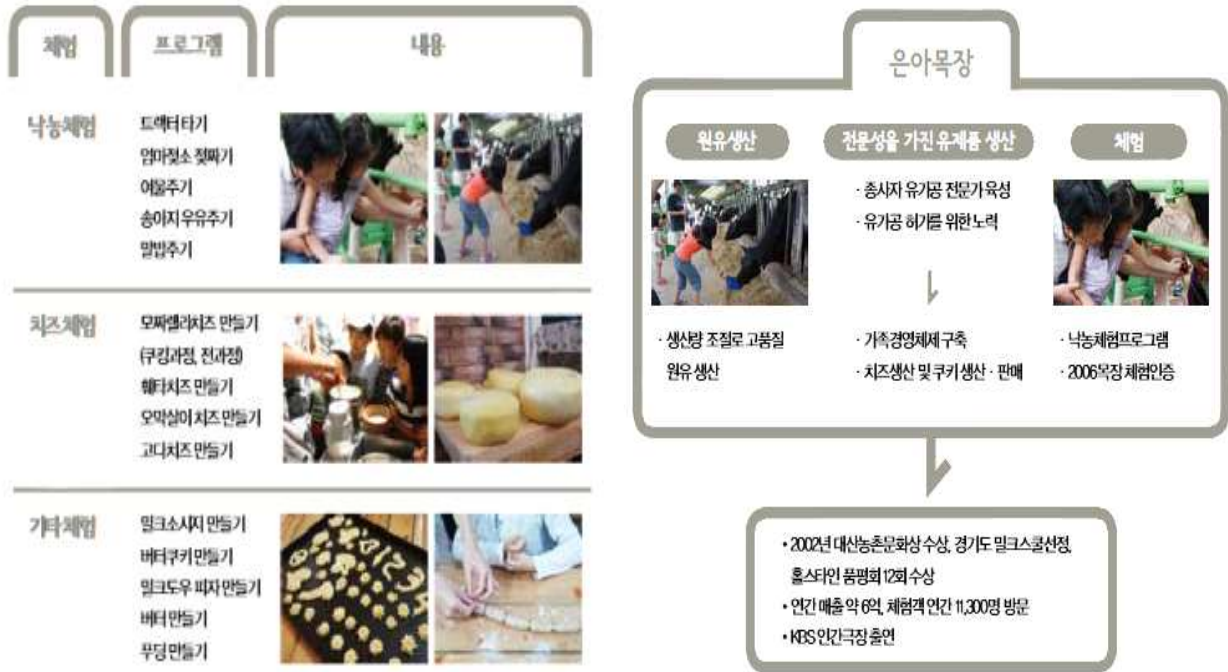 체험
프로그램
내용
낙농체험
트랙터타기
엄마젖소 젖짜기
여물주기
송아지 우유주기
말밥주기
치즈체험
모짜렐라치즈 만들기
(쿠킹과정, 전과정)
훼타치즈 만들기
오막살이 치즈 만들기
고다치즈 만들기
기타체험
밀크소시지 만들기
버터쿠키 만들기
밀크도우 피자 만들기
버터 만들기
푸딩 만들기
은아목장
원유생산
· 생산량 조절로 고품질
원유 생산
전문성을 가진 유제품 생산
· 종사자 유가공 전문가 육성
· 유가공 허가를 위한 노력
· 가족경영체제 구축
· 치즈생산 및 쿠키 생산 · 판매
체험
· 낙농체험프로그램
· 2006목장 체험인증
• 2002년 대산농촌문화상 수상, 경기도 밀크스쿨선정,
홀스타인 품평회 12회 수상
• 연간 매출 약 6억, 체험객 연간 11,300명 방문
• KBS 인간극장 출연